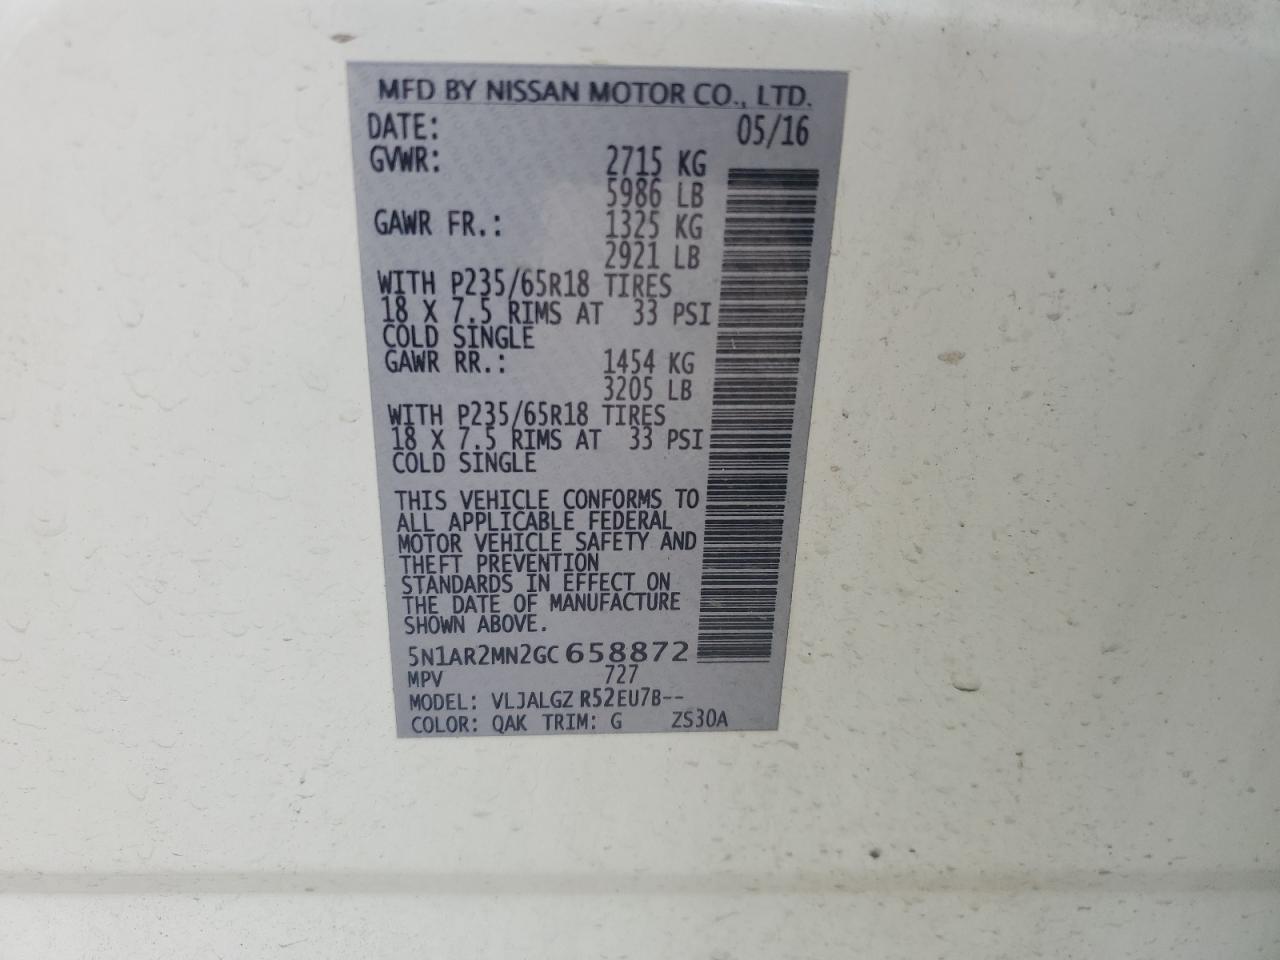 MFD BY NISSAN MOTOR CO., LTD.
DATE: 05/16
GVWR: 2715 KG
5986 LB
GAWR FR.: 1325 KG
2921 LB
WITH P235/65R18 TIRES
18 X 7.5 RIMS AT 33 PSI
COLD SINGLE
GAWR RR.: 1454 KG
3205 LB
WITH P235/65R18 TIRES
18 X 7.5 RIMS AT 33 PSI
COLD SINGLE
THIS VEHICLE CONFORMS TO
ALL APPLICABLE FEDERAL
MOTOR VEHICLE SAFETY AND
THEFT PREVENTION
STANDARDS IN EFFECT ON
THE DATE OF MANUFACTURE
SHOWN ABOVE.
5N1AR2MN2GC 658872
MPV 727
MODEL: VLJALGZ R52EU7B--
COLOR: QAK TRIM: G ZS30A